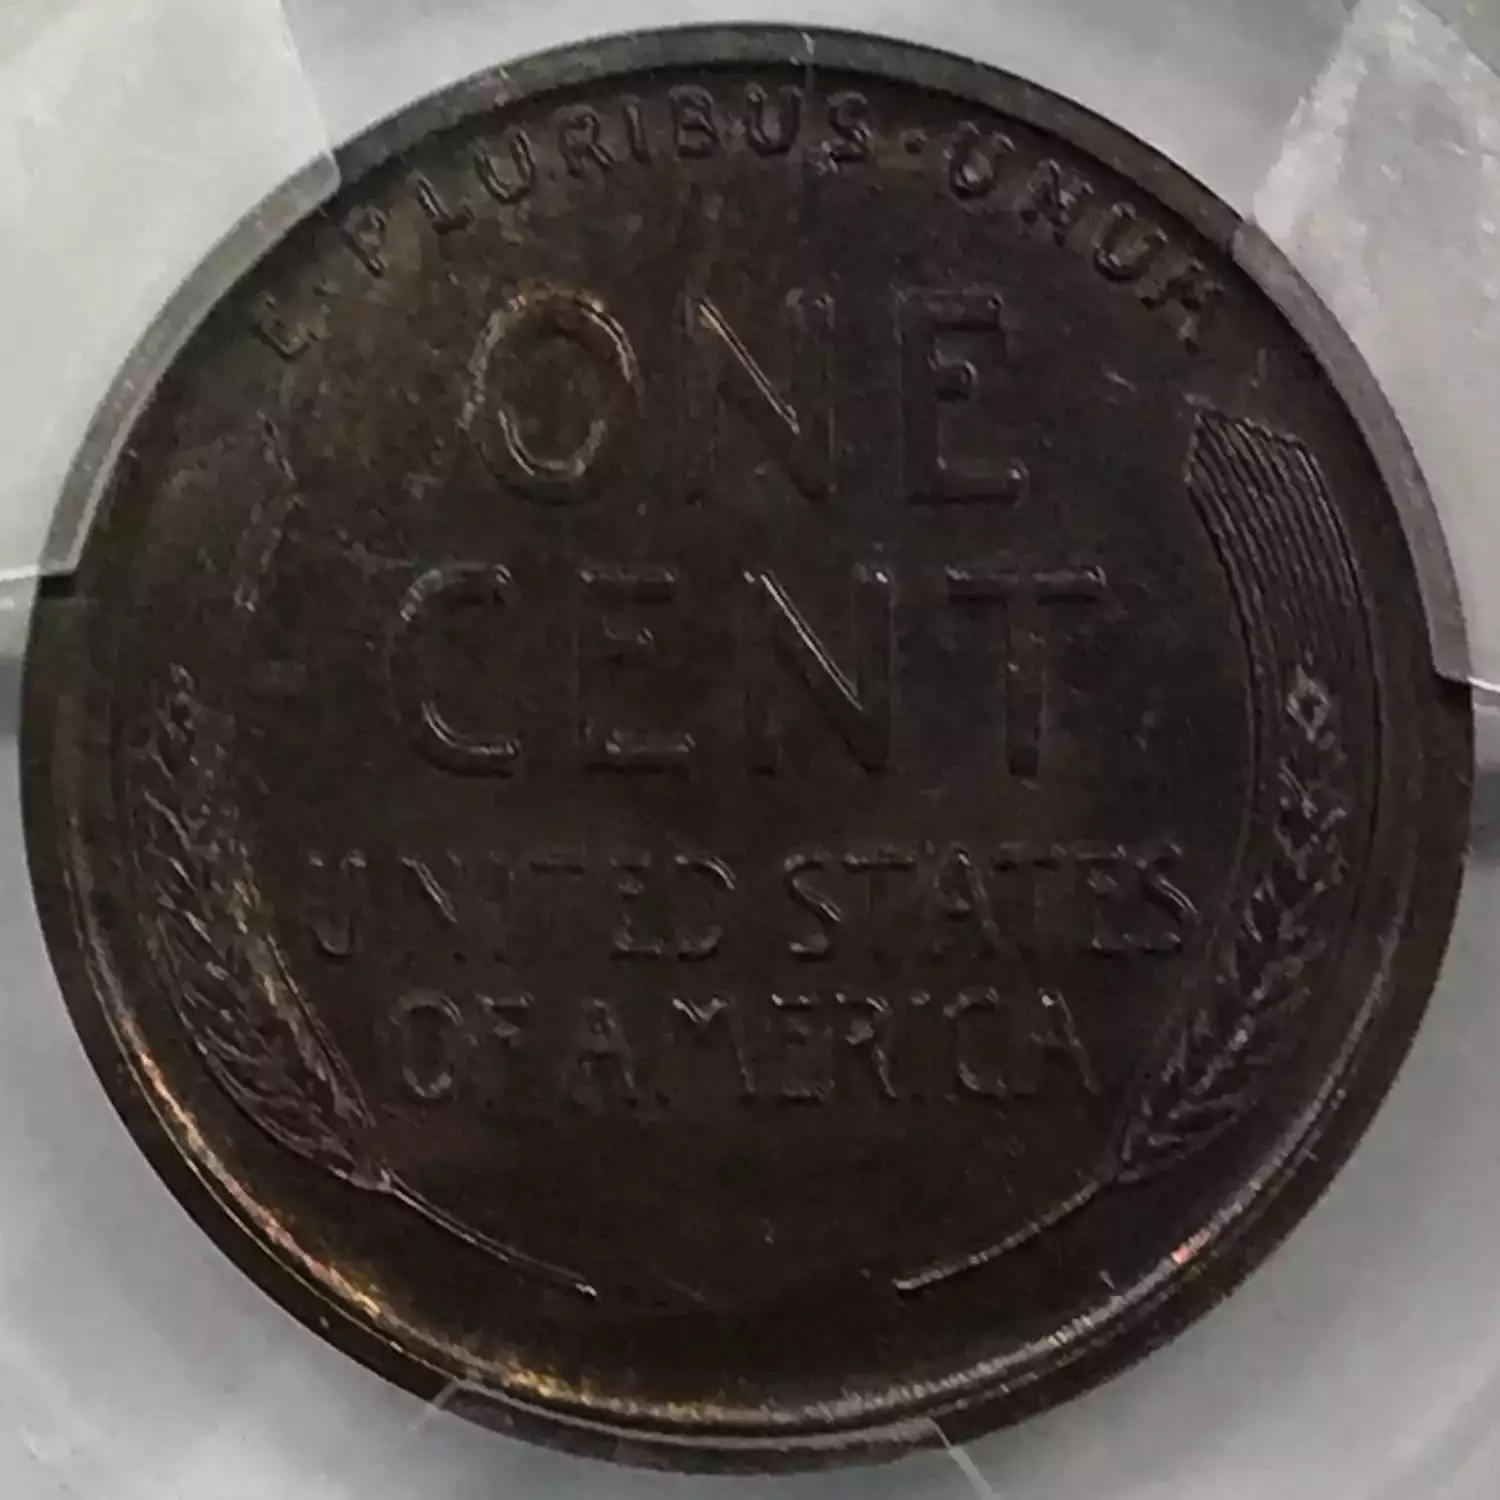 E · PLURIBUS · UNUM
ONE
CENT
UNITED STATES
OF AMERICA